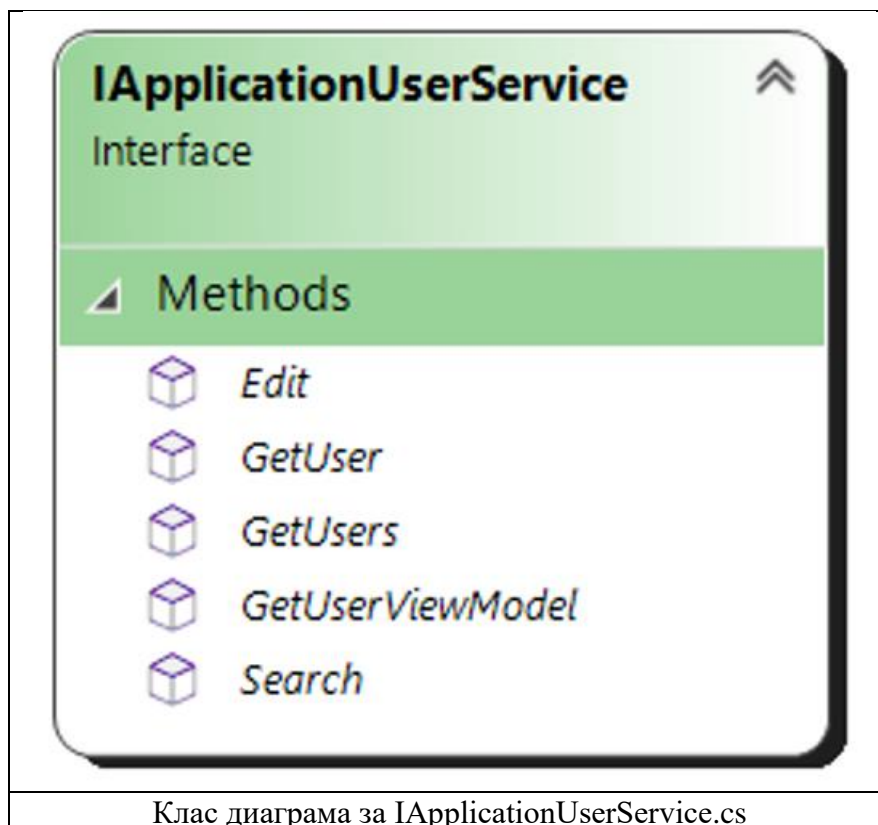 IApplicationUserService
Interface
Methods
Edit
GetUser
GetUsers
GetUserViewModel
Search
Клас диаграма за IApplicationUserService.cs